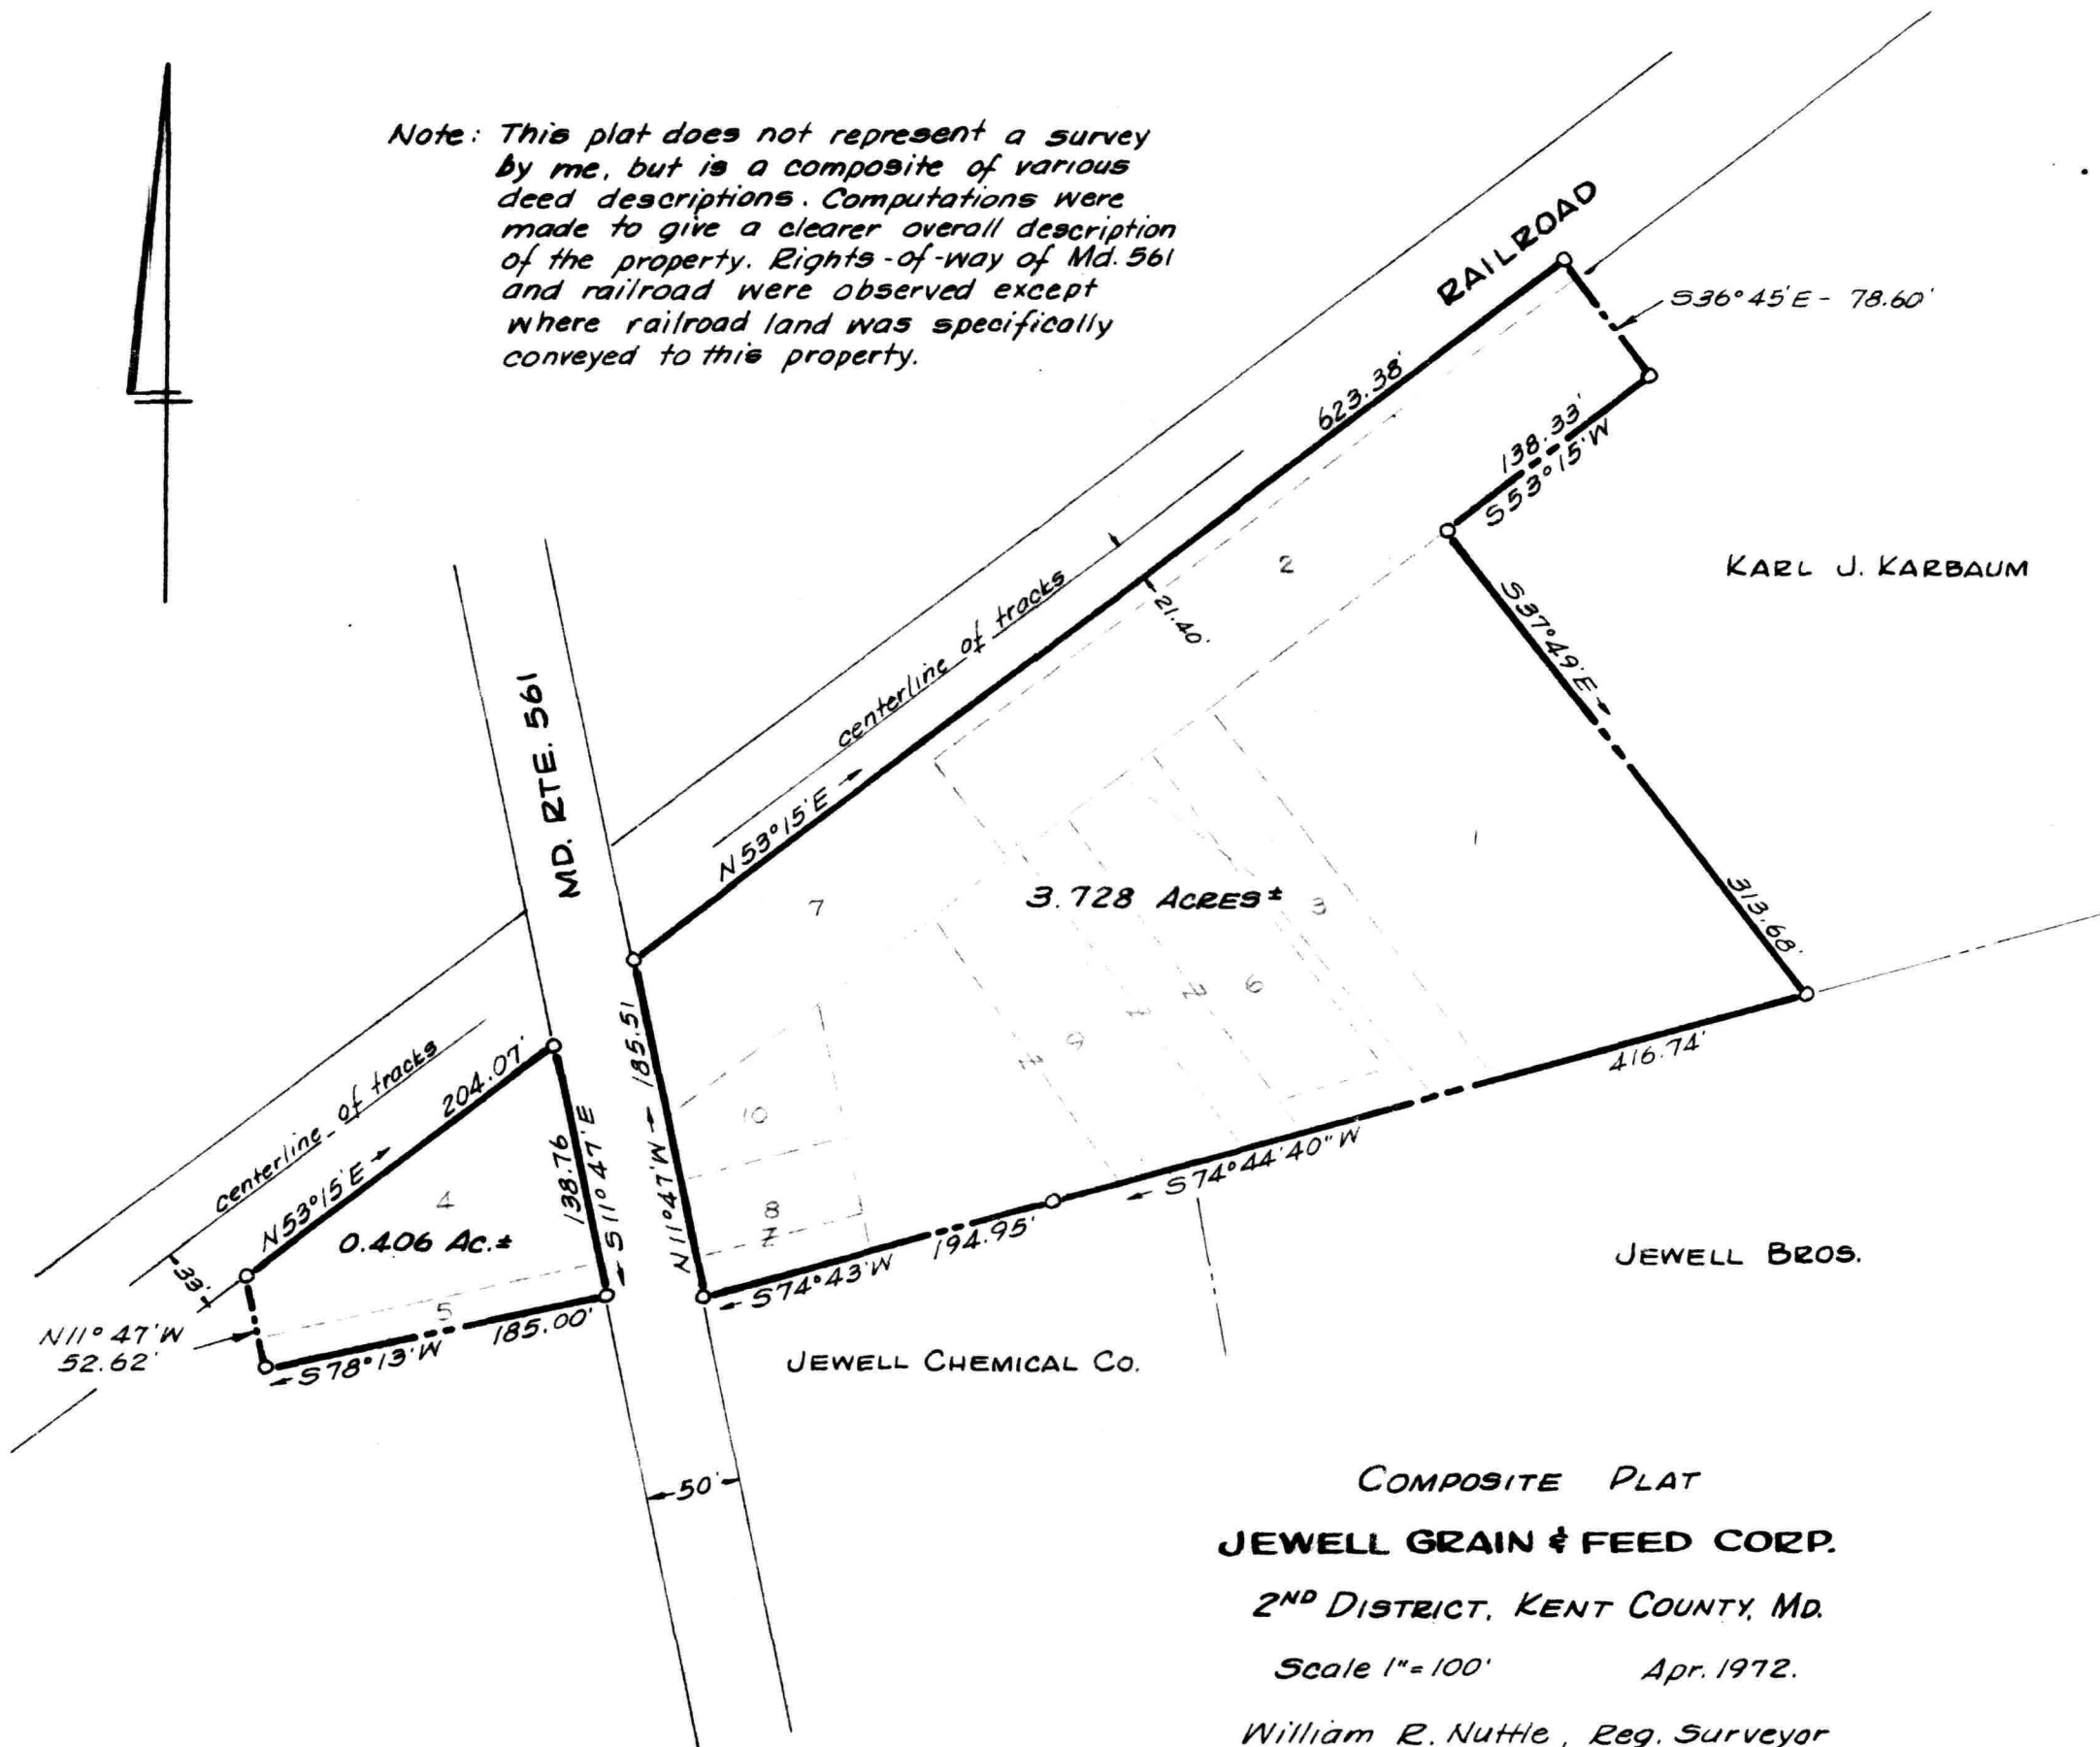 Note: This plat does not represent a survey
by me, but is a composite of various
deed descriptions. Computations were
made to give a clearer overall description
of the property. Rights-of-way of Md. 561
and railroad were observed except
where railroad land was specifically
conveyed to this property.
RAILROAD
S36°45'E - 78.60'
623.38'
138.33'
S53°15'W
KARL J. KARBAUM
2
21.40'
centerline of tracks
S37°49'E
MD. RTE. 561
N53°15'E
1
7
3.728 ACRES±
3
313.68'
6
9
185.51
N11°47'W
416.74'
centerline of tracks
204.07'
N53°15'E
138.76
S11°47'E
10
S74°44'40"W
4
0.406 AC.±
8
194.95'
S74°43'W
JEWELL BROS.
33'
5
185.00'
S78°13'W
N11°47'W
52.62'
JEWELL CHEMICAL CO.
50'
COMPOSITE PLAT
JEWELL GRAIN & FEED CORP.
2ND DISTRICT, KENT COUNTY, MD.
Scale 1"=100' Apr. 1972.
William R. Nuttle, Reg. Surveyor